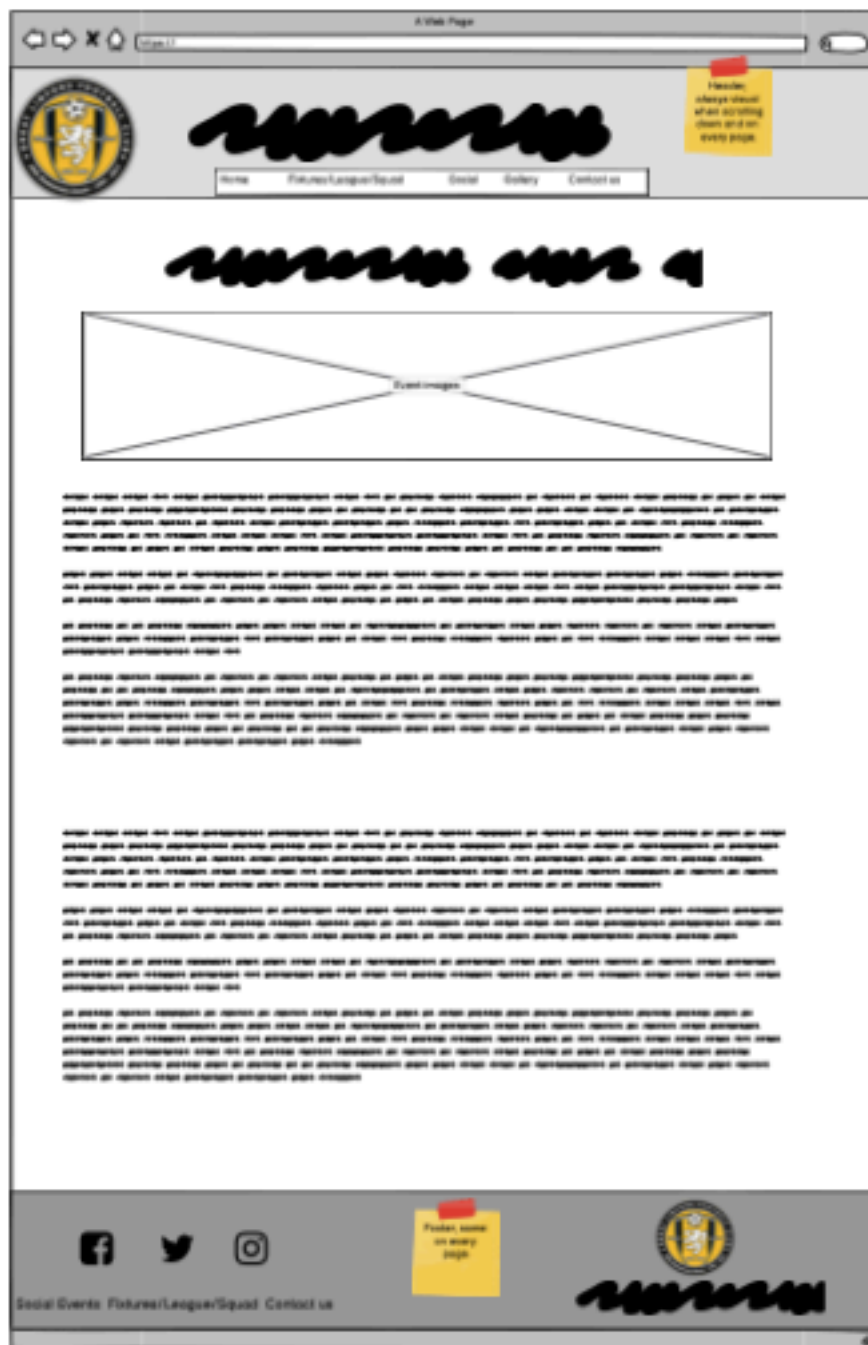 A Web Page
https://
Header,
always visual
when scrolling
down and on
every page.
Home Fixtures/League/Squad Social Gallery Contact us
Event images
Footer, same
on every
page.
Social Events Fixtures/League/Squad Contact us